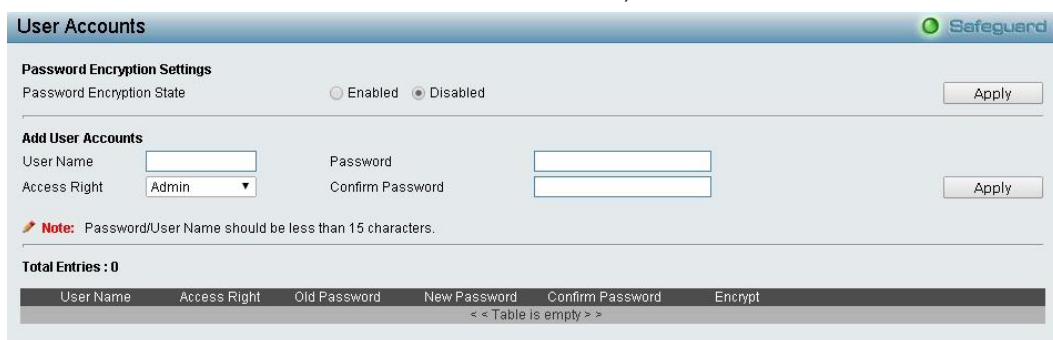 User Accounts Safeguard
Password Encryption Settings
Password Encryption State Enabled Disabled Apply
Add User Accounts
User Name Password
Access Right Admin Confirm Password Apply
Note: Password/User Name should be less than 15 characters.
Total Entries : 0
User Name Access Right Old Password New Password Confirm Password Encrypt
< < Table is empty > >